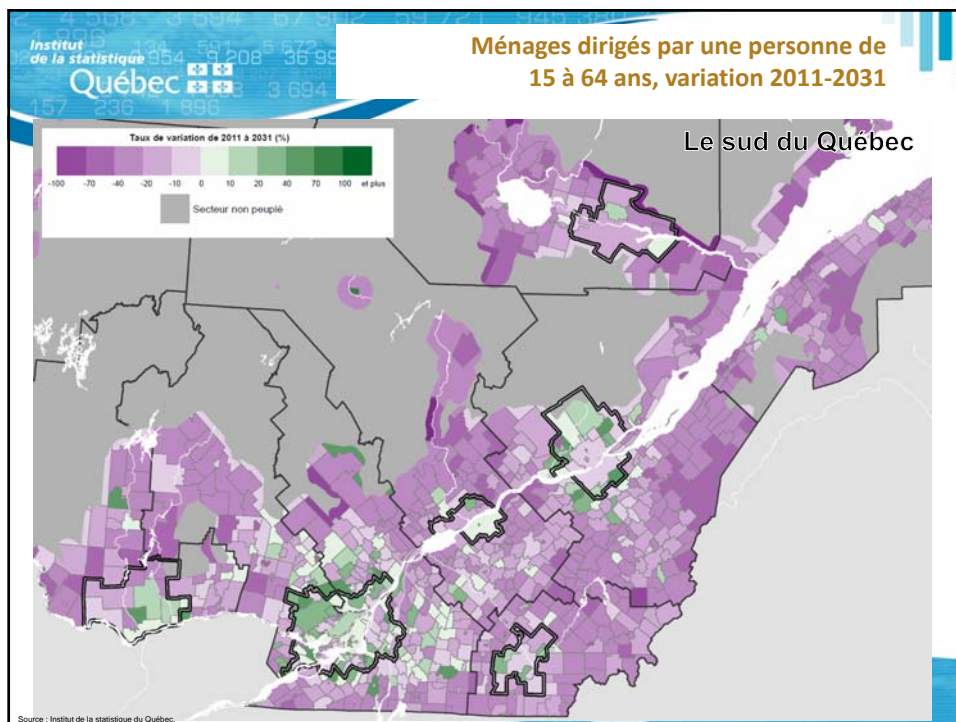 Institut
de la statistique
Québec
Ménages dirigés par une personne de
15 à 64 ans, variation 2011-2031
Le sud du Québec
Taux de variation de 2011 à 2031 (%)
-100 -70 -40 -20 -10 0 10 20 40 70 100 et plus
Secteur non peuplé
Source : Institut de la statistique du Québec.